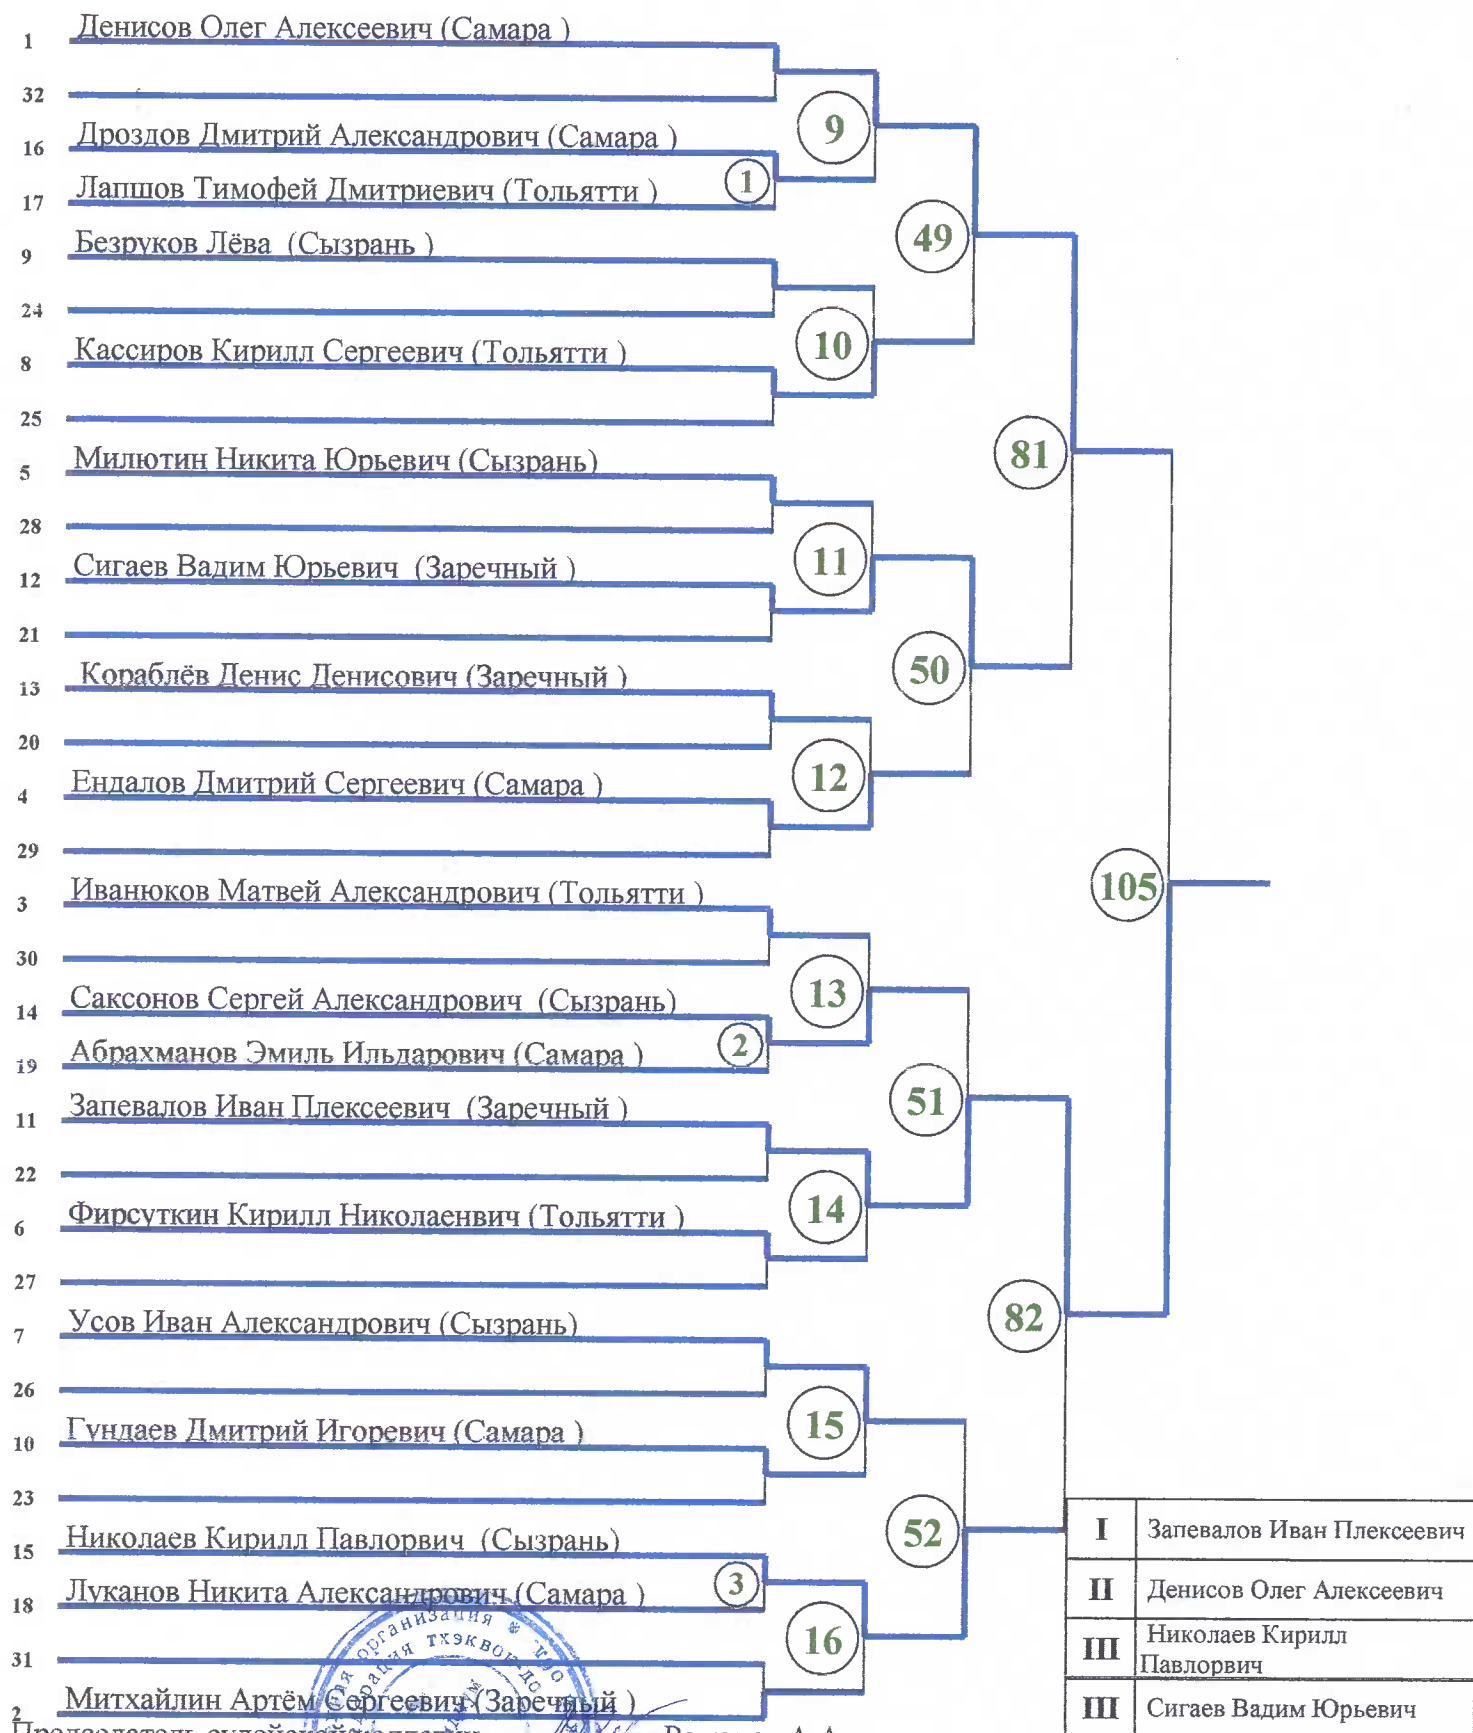 1 Денисов Олег Алексеевич (Самара )
32
16 Дроздов Дмитрий Александрович (Самара )
17 Лапшов Тимофей Дмитриевич (Тольятти )
1
9
9 Безруков Лёва (Сызрань )
49
24
8 Кассиров Кирилл Сергеевич (Тольятти )
10
25
5 Милютин Никита Юрьевич (Сызрань)
81
28
12 Сигаев Вадим Юрьевич (Заречный )
11
21
13 Кораблёв Денис Денисович (Заречный )
50
20
4 Ендалов Дмитрий Сергеевич (Самара )
12
29
3 Иванюков Матвей Александрович (Тольятти )
105
30
14 Саксонов Сергей Александрович (Сызрань)
13
19 Абрахманов Эмиль Ильдарович (Самара )
2
11 Запевалов Иван Плексеевич (Заречный )
51
22
6 Фирсуткин Кирилл Николаенвич (Тольятти )
14
27
7 Усов Иван Александрович (Сызрань)
82
26
10 Гундаев Дмитрий Игоревич (Самара )
15
23
15 Николаев Кирилл Павлорвич (Сызрань)
52
18 Луканов Никита Александрович (Самара )
3
31
16
2 Митхайлин Артём Сергеевич (Заречный )
I Запевалов Иван Плексеевич
II Денисов Олег Алексеевич
III Николаев Кирилл
Павлорвич
III Сигаев Вадим Юрьевич
организация
тхэквон-до
Председатель судейской коллегии